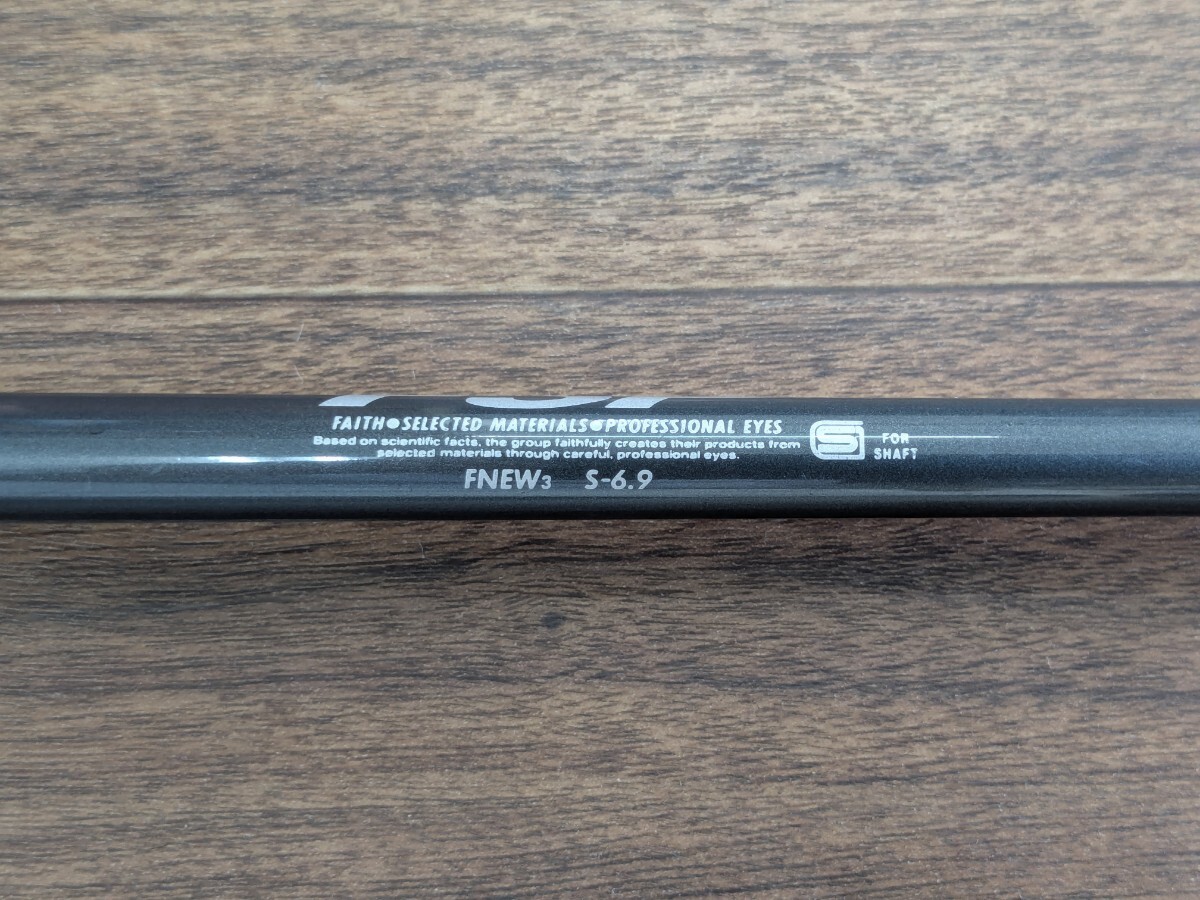 FAITH●SELECTED MATERIALS●PROFESSIONAL EYES
Based on scientific facts, the group faithfully creates their products from
selected materials through careful, professional eyes.
S FOR
SHAFT
FNEW3 S-6.9